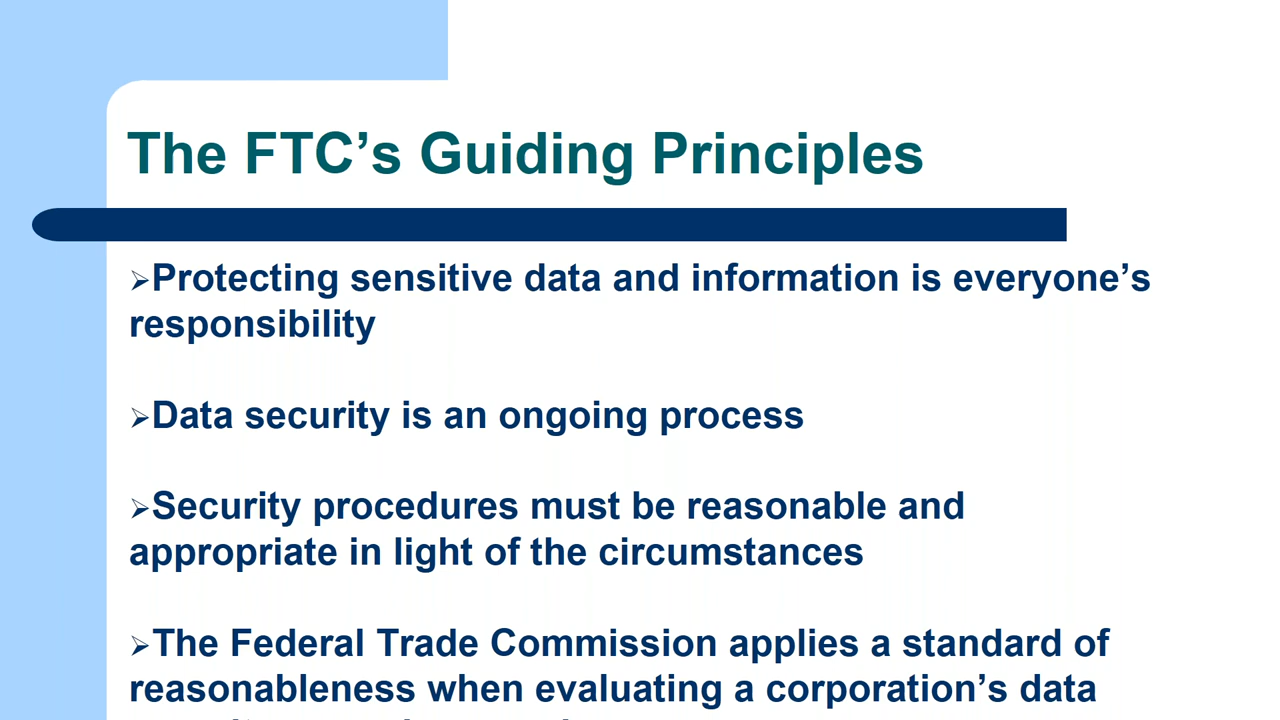 The FTC’s Guiding Principles
➢Protecting sensitive data and information is everyone’s
responsibility
➢Data security is an ongoing process
➢Security procedures must be reasonable and
appropriate in light of the circumstances
➢The Federal Trade Commission applies a standard of
reasonableness when evaluating a corporation’s data